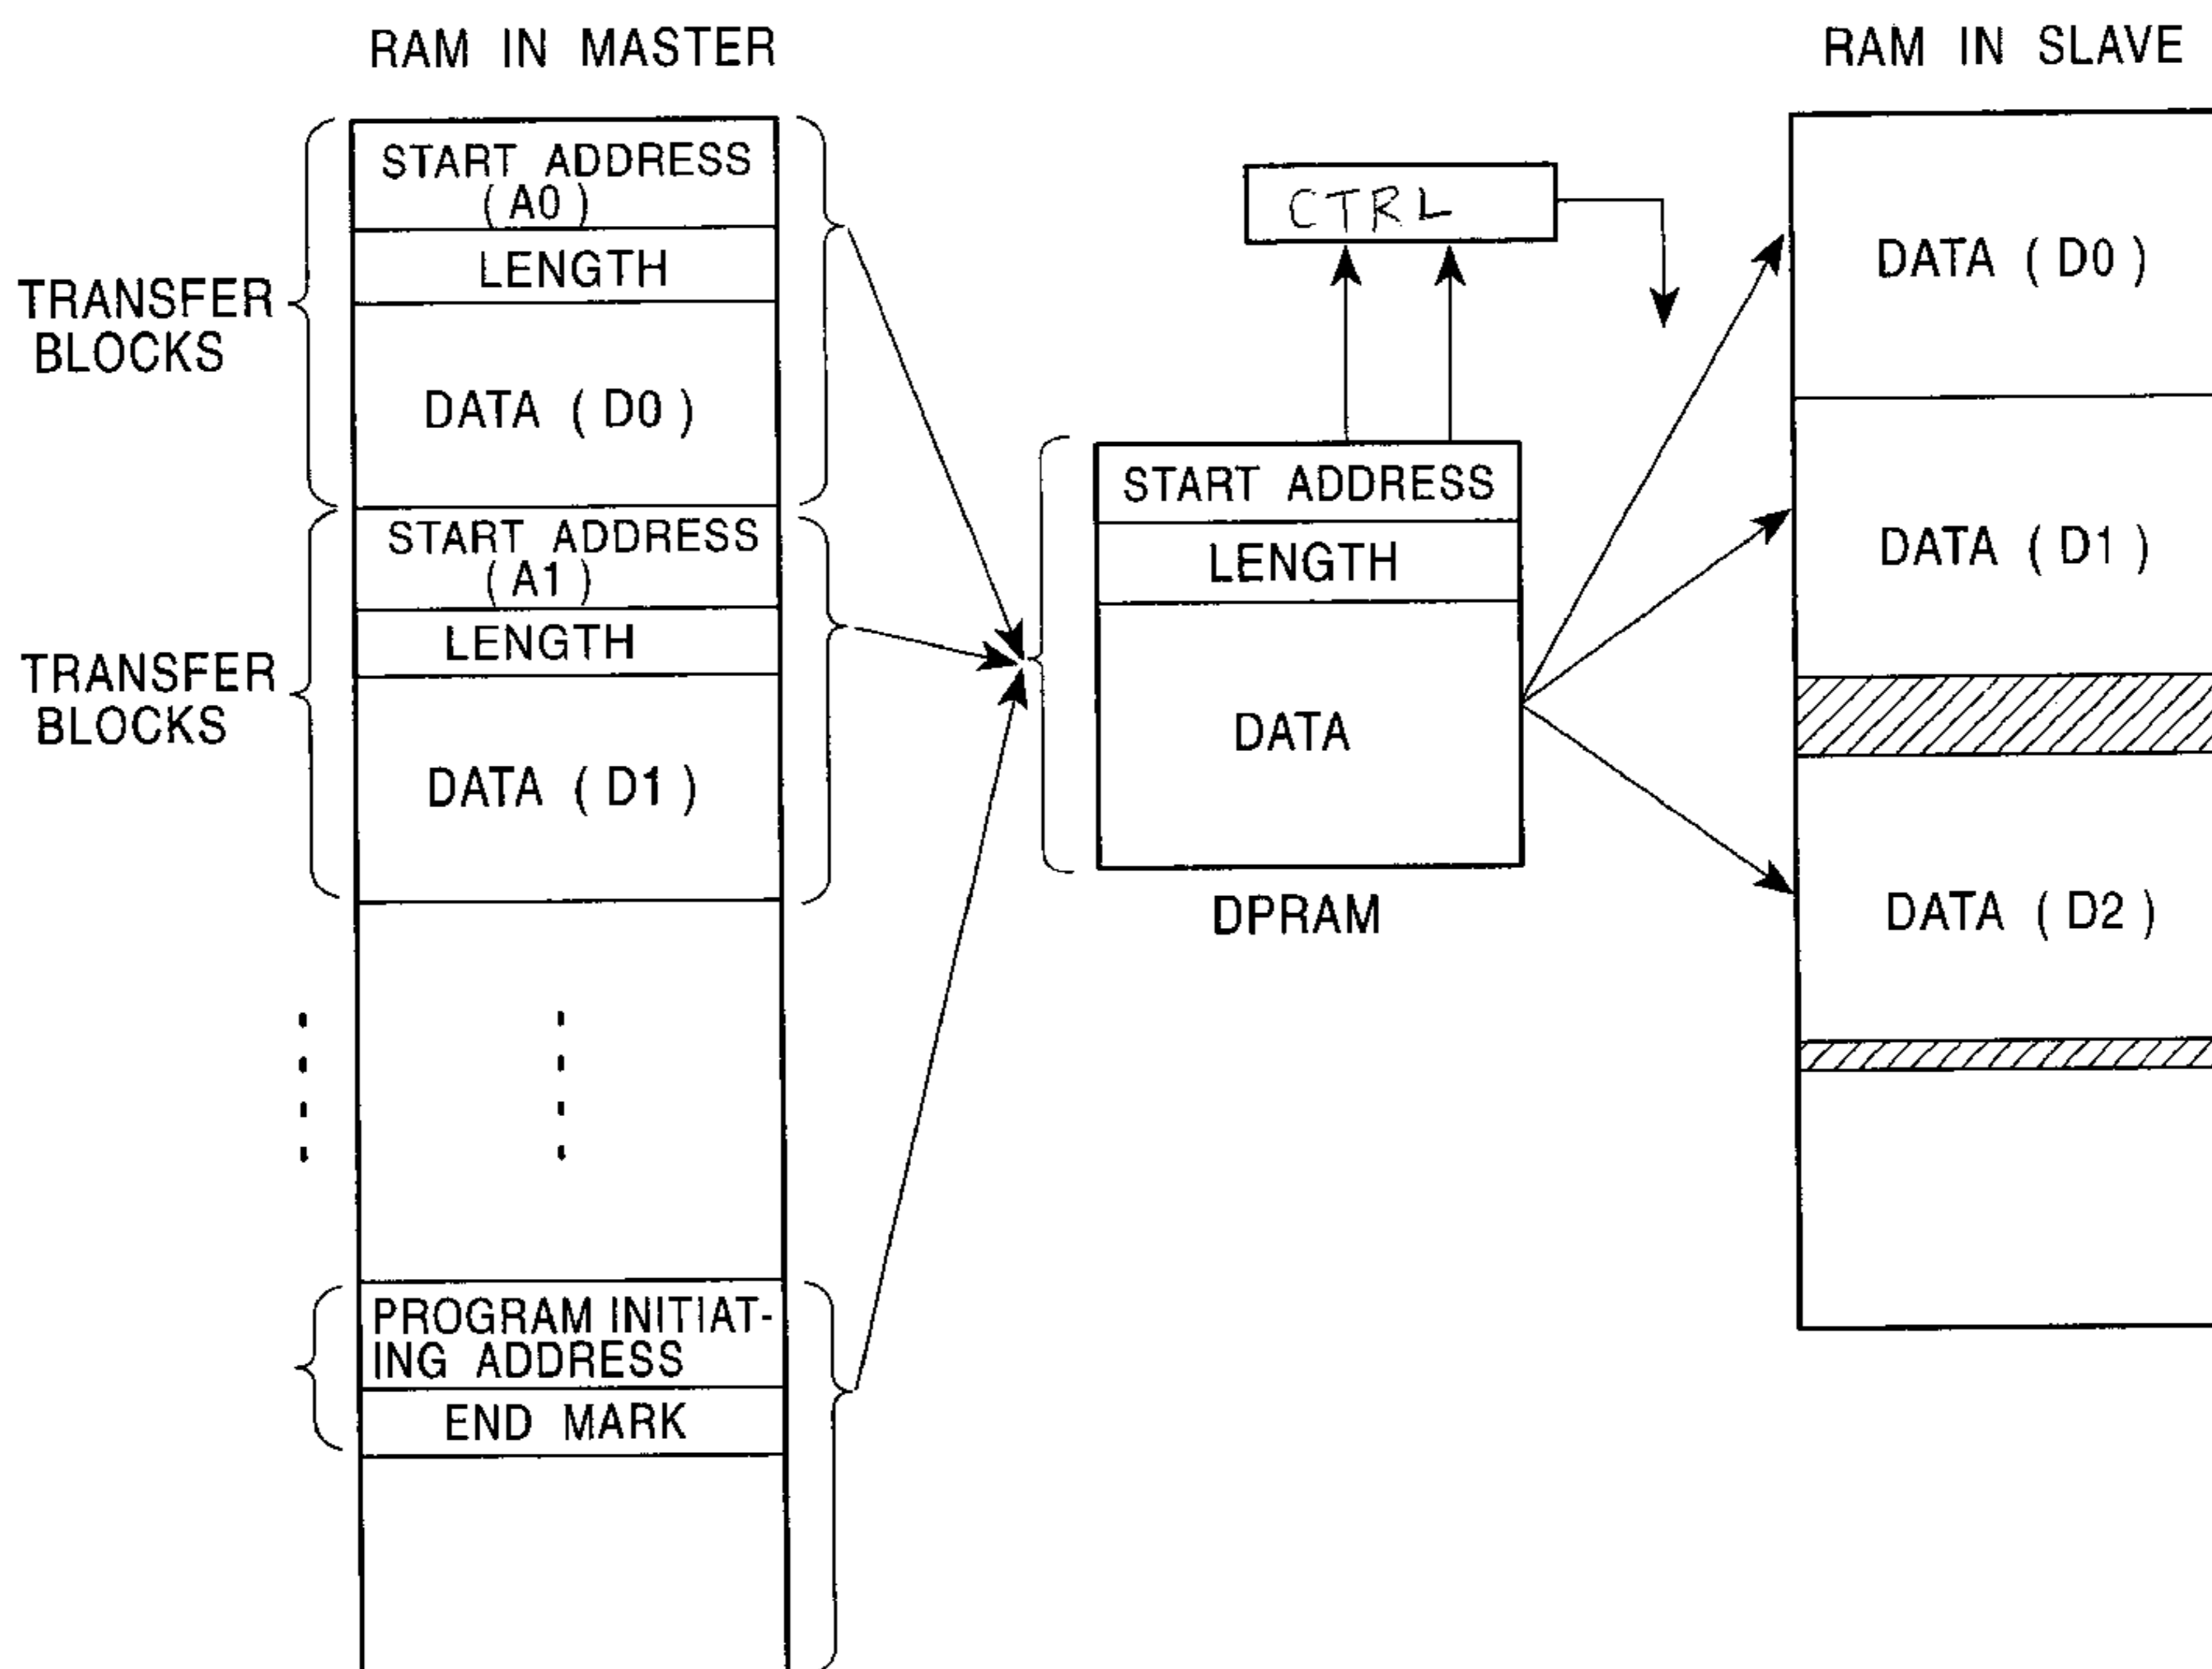 RAM IN MASTER
START ADDRESS
(A0)
LENGTH
DATA (D0)
TRANSFER
BLOCKS
START ADDRESS
(A1)
LENGTH
DATA (D1)
TRANSFER
BLOCKS
PROGRAM INITIAT-
ING ADDRESS
END MARK
CTRL
START ADDRESS
LENGTH
DATA
DPRAM
RAM IN SLAVE
DATA (D0)
DATA (D1)
DATA (D2)